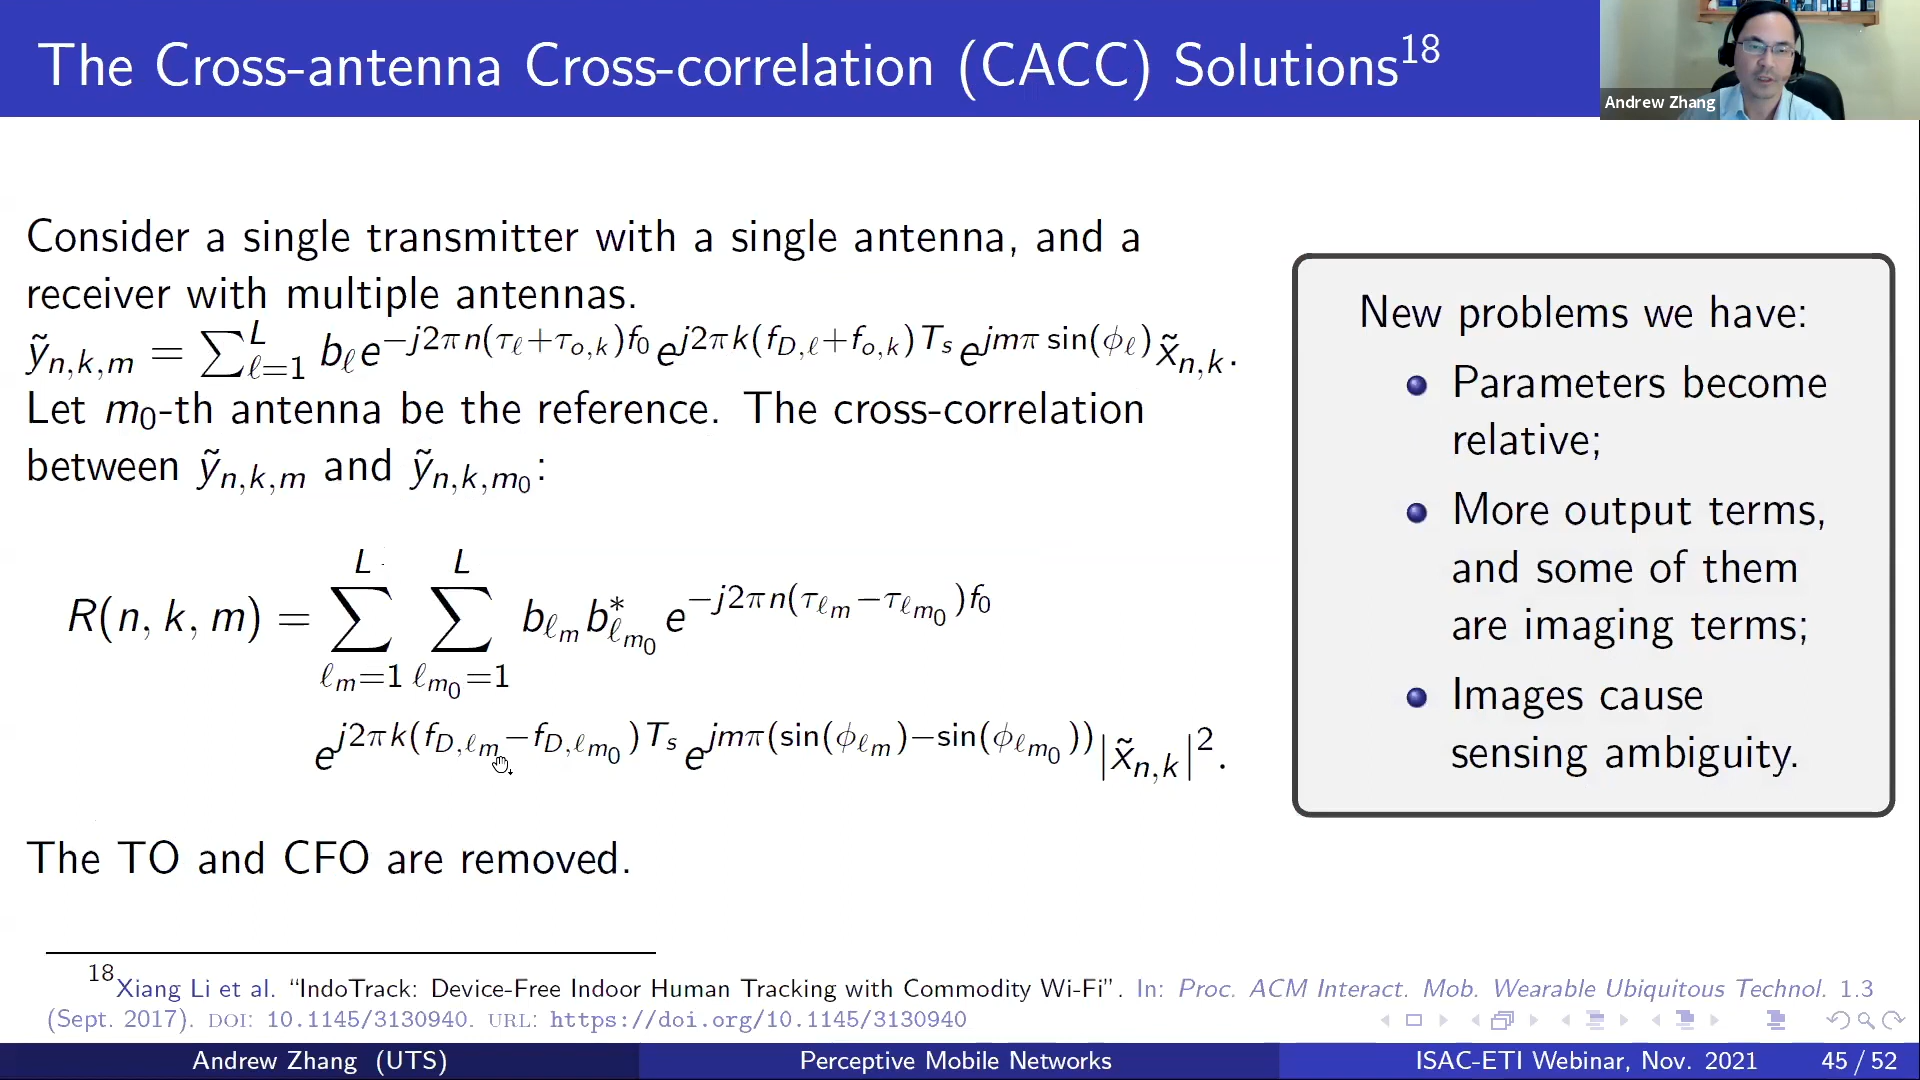 The Cross-antenna Cross-correlation (CACC) Solutions¹⁸
Andrew Zhang
Consider a single transmitter with a single antenna, and a
receiver with multiple antennas.
ỹ_{n,k,m} = ∑_{ℓ=1}^{L} b_ℓ e^{−j2πn(τ_ℓ+τ_{o,k})f_0} e^{j2πk(f_{D,ℓ}+f_{o,k})T_s} e^{jmπ sin(ϕ_ℓ)} x̃_{n,k}.
Let m_0-th antenna be the reference. The cross-correlation
between ỹ_{n,k,m} and ỹ_{n,k,m_0}:
R(n, k, m) = ∑_{ℓ_m=1}^{L} ∑_{ℓ_{m_0}=1}^{L} b_{ℓ_m} b^*_{ℓ_{m_0}} e^{−j2πn(τ_{ℓ_m}−τ_{ℓ_{m_0}})f_0}
e^{j2πk(f_{D,ℓ_m}−f_{D,ℓ_{m_0}})T_s} e^{jmπ(sin(ϕ_{ℓ_m})−sin(ϕ_{ℓ_{m_0}}))} |x̃_{n,k}|².
The TO and CFO are removed.
New problems we have:
Parameters become
relative;
More output terms,
and some of them
are imaging terms;
Images cause
sensing ambiguity.
¹⁸Xiang Li et al. “IndoTrack: Device-Free Indoor Human Tracking with Commodity Wi-Fi”. In: Proc. ACM Interact. Mob. Wearable Ubiquitous Technol. 1.3
(Sept. 2017). DOI: 10.1145/3130940. URL: https://doi.org/10.1145/3130940
Andrew Zhang (UTS) Perceptive Mobile Networks ISAC-ETI Webinar, Nov. 2021 45 / 52